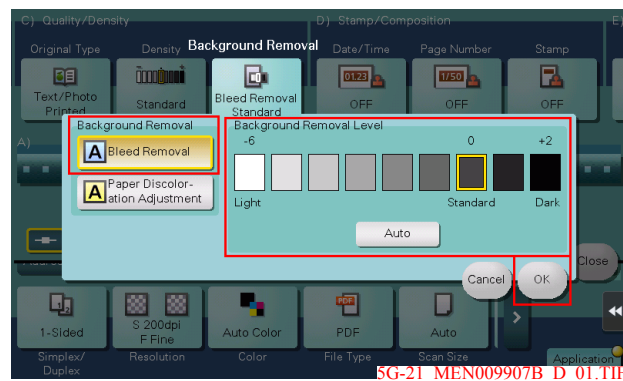 C) Quality/Density
D) Stamp/Composition
E)
Original Type
Density
Background Removal
Date/Time
Page Number
Stamp
01.23
1/50
Text/Photo
Printed
Standard
Bleed Removal
Standard
OFF
OFF
OFF
A)
Background Removal
A Bleed Removal
A Paper Discolor-
ation Adjustment
Background Removal Level
-6
0
+2
Light
Standard
Dark
Auto
Cancel
OK
Close
PDF
1-Sided
S 200dpi
F Fine
Auto Color
PDF
Auto
Simplex/
Duplex
Resolution
Color
File Type
Scan Size
Application
5G-21_MEN009907B_D_01.TIF